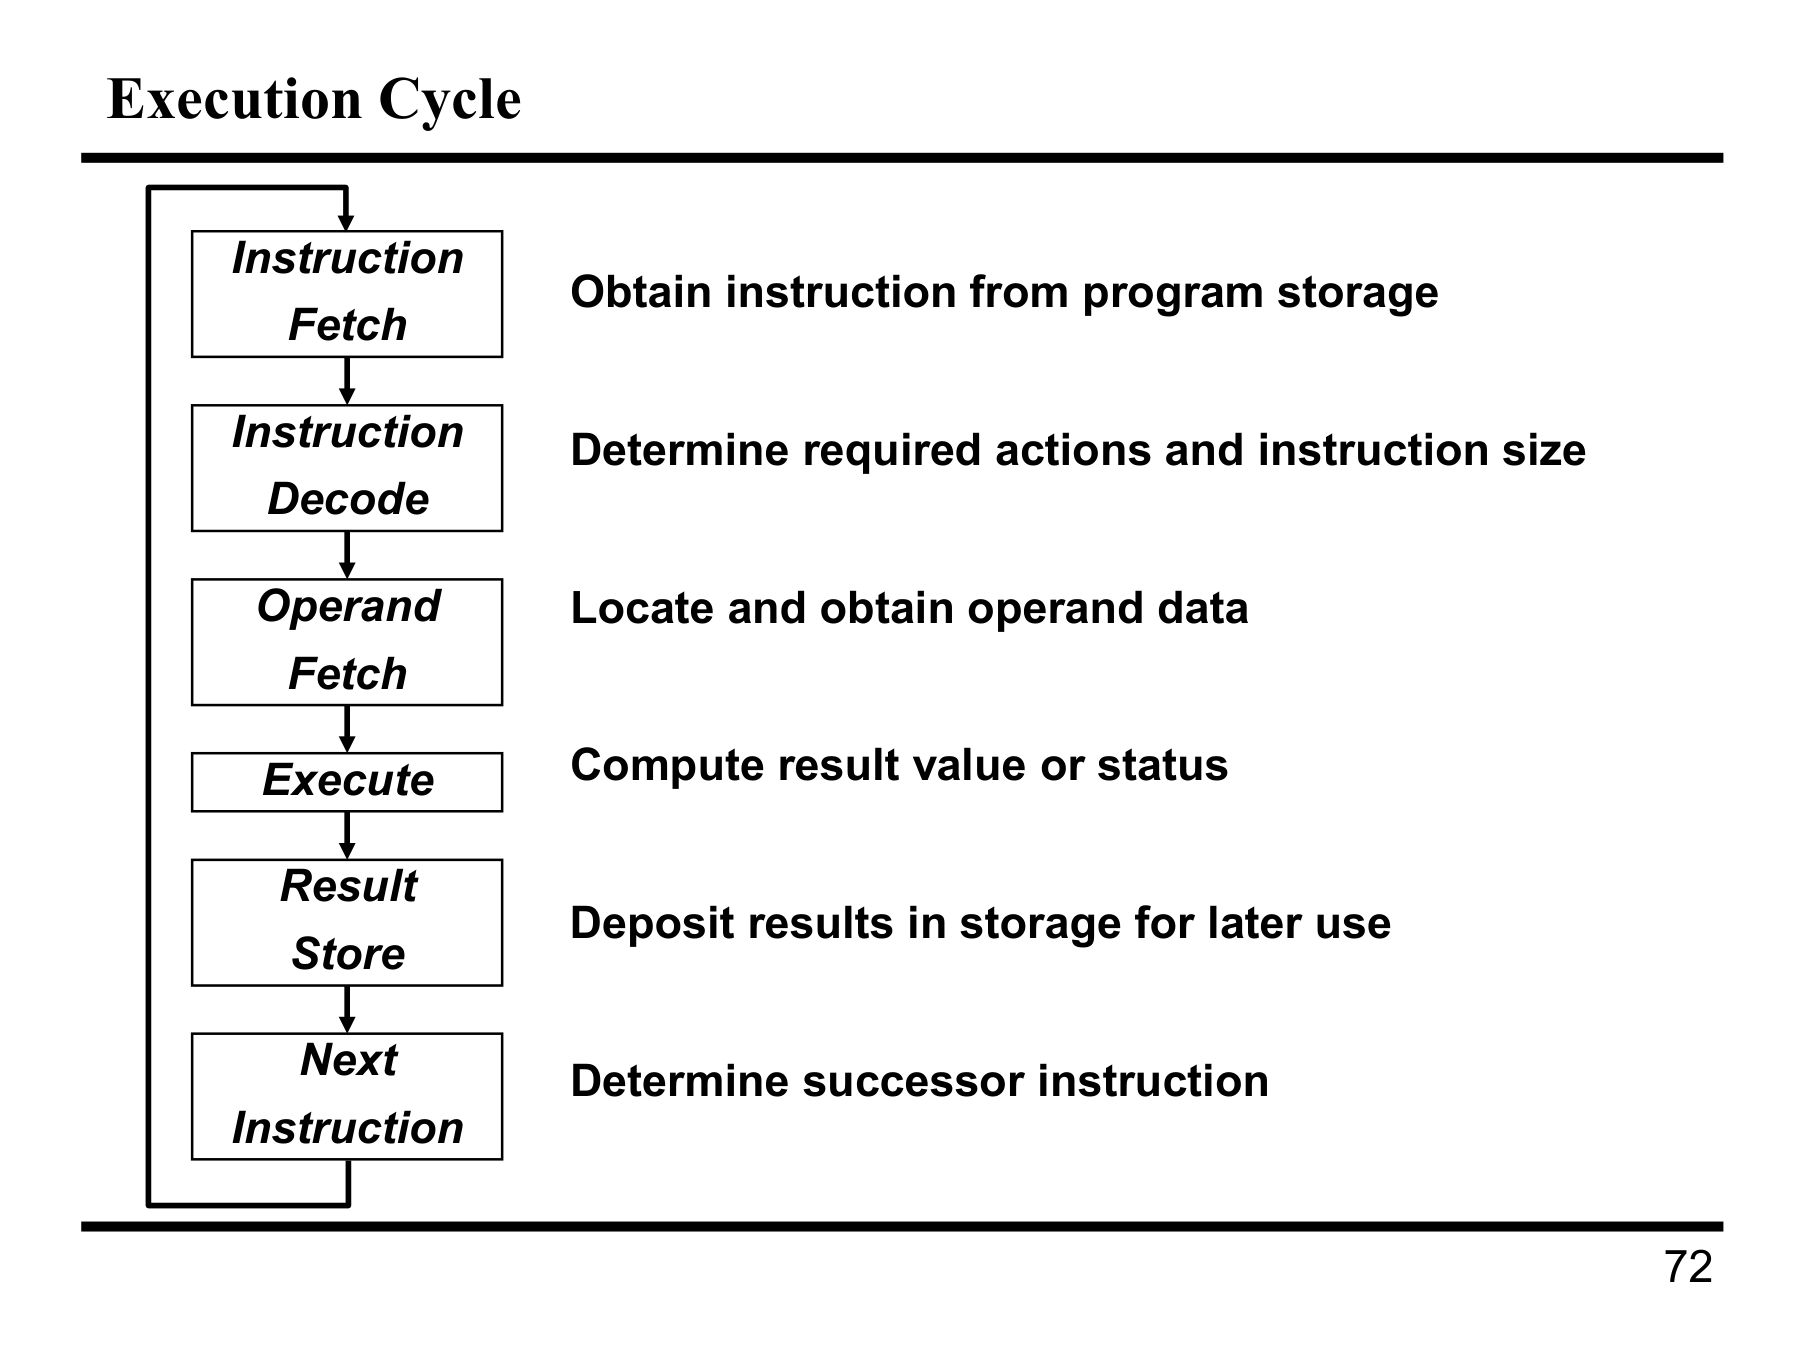 Execution Cycle
Instruction
Fetch
Obtain instruction from program storage
Instruction
Decode
Determine required actions and instruction size
Operand
Fetch
Locate and obtain operand data
Execute
Compute result value or status
Result
Store
Deposit results in storage for later use
Next
Instruction
Determine successor instruction
72